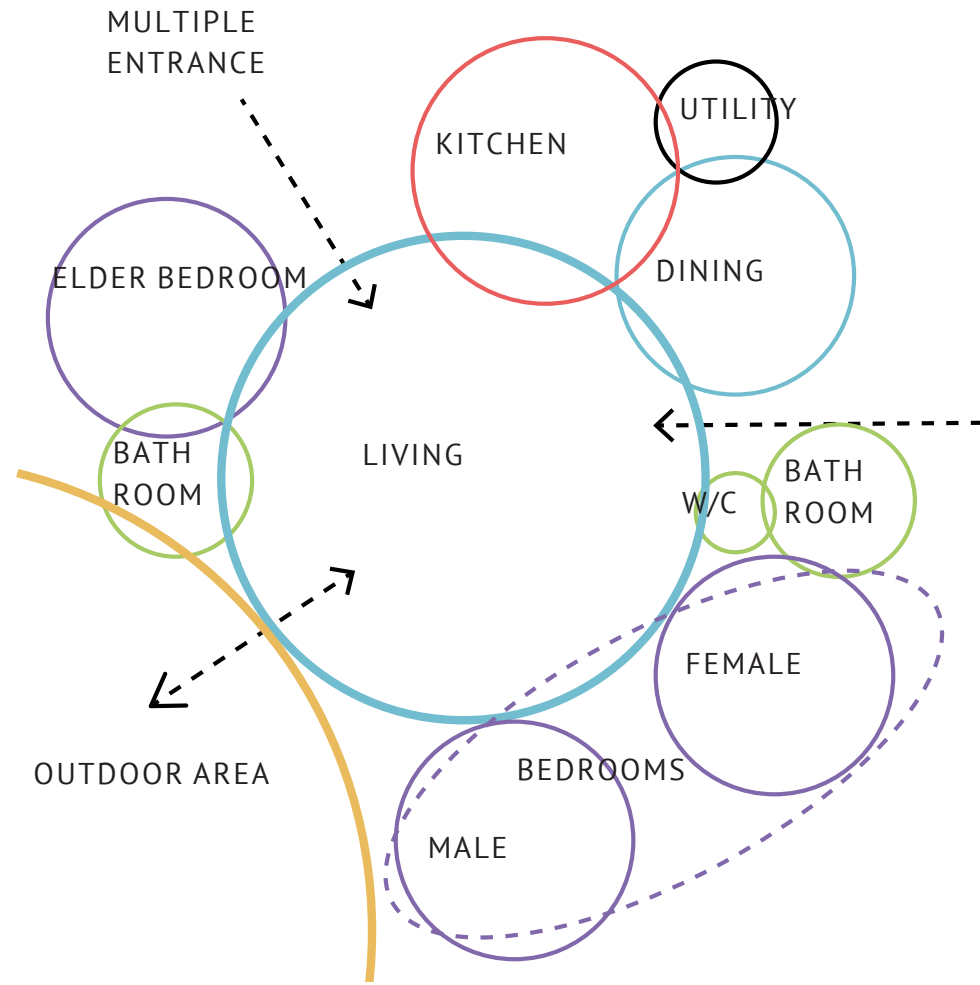 MULTIPLE
ENTRANCE
KITCHEN
UTILITY
DINING
ELDER BEDROOM
BATH
ROOM
LIVING
W/C
BATH
ROOM
FEMALE
BEDROOMS
MALE
OUTDOOR AREA